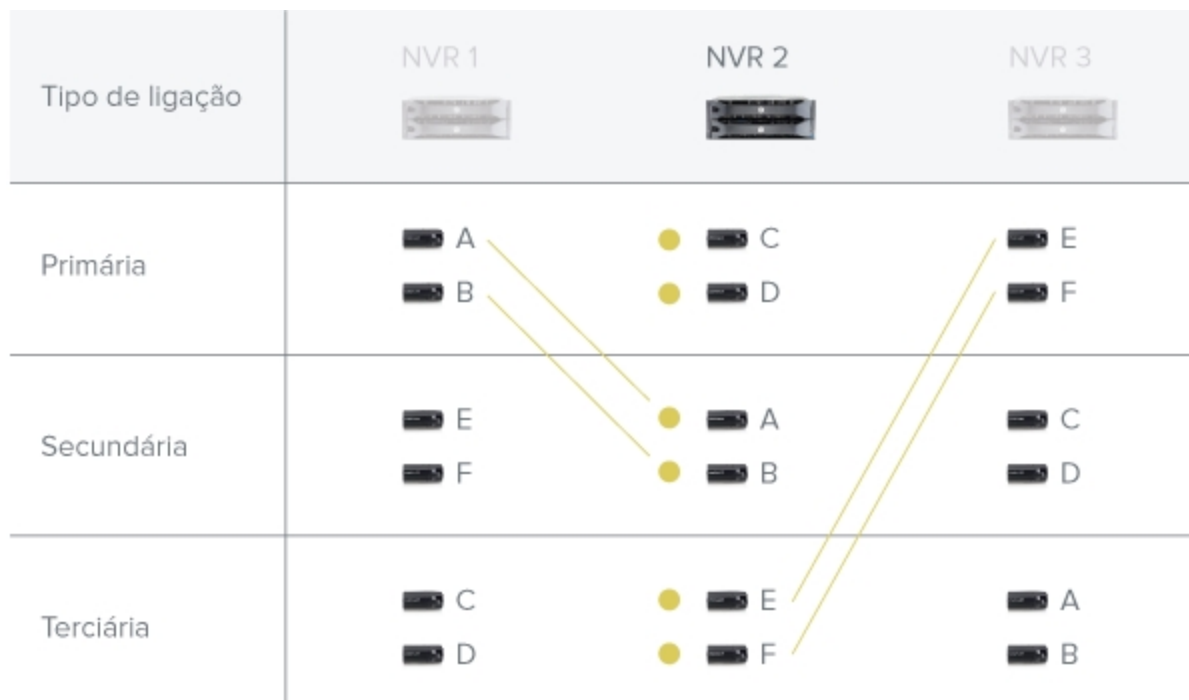 Tipo de ligação
NVR 1
NVR 2
NVR 3
Primária
A
C
E
B
D
F
Secundária
E
A
C
F
B
D
Terciária
C
E
A
D
F
B